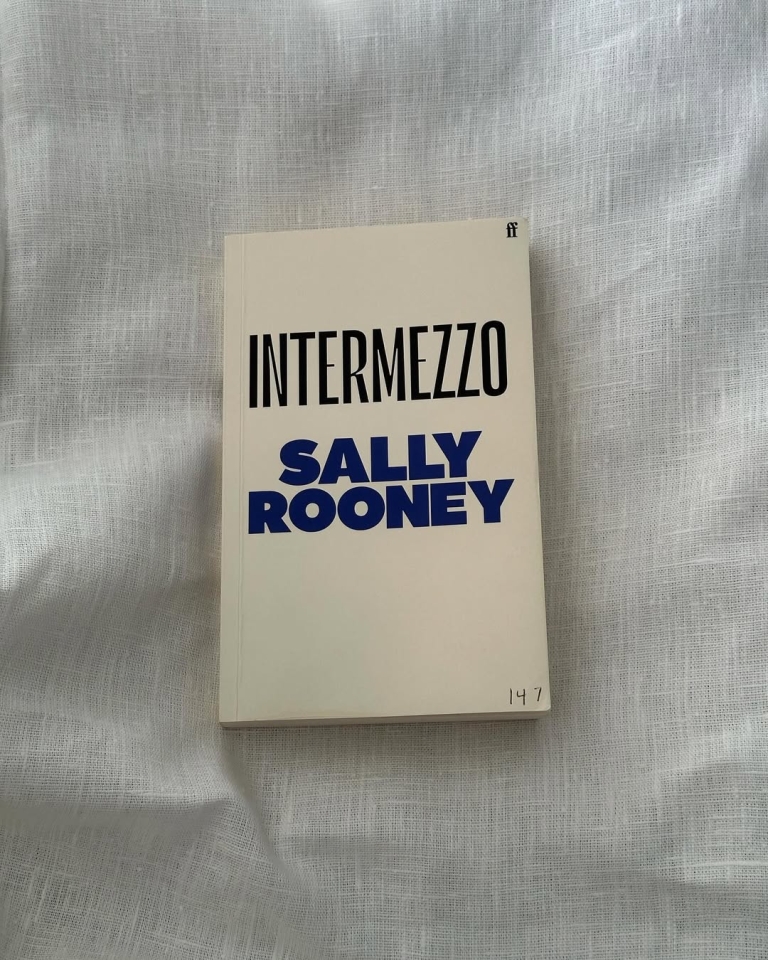 ff
INTERMEZZO
SALLY
ROONEY
147